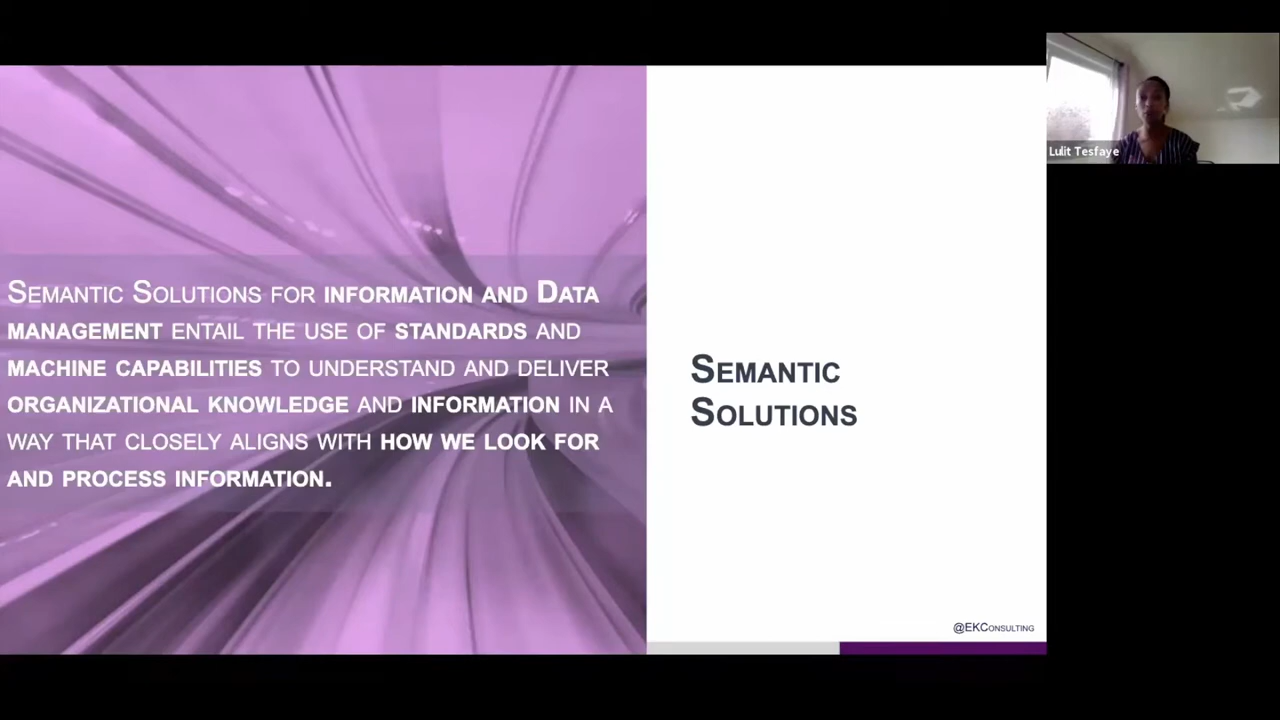 Semantic Solutions for information and Data
management entail the use of standards and
machine capabilities to understand and deliver
organizational knowledge and information in a
way that closely aligns with how we look for
and process information.
Semantic
Solutions
@EKConsulting
Lulit Tesfaye